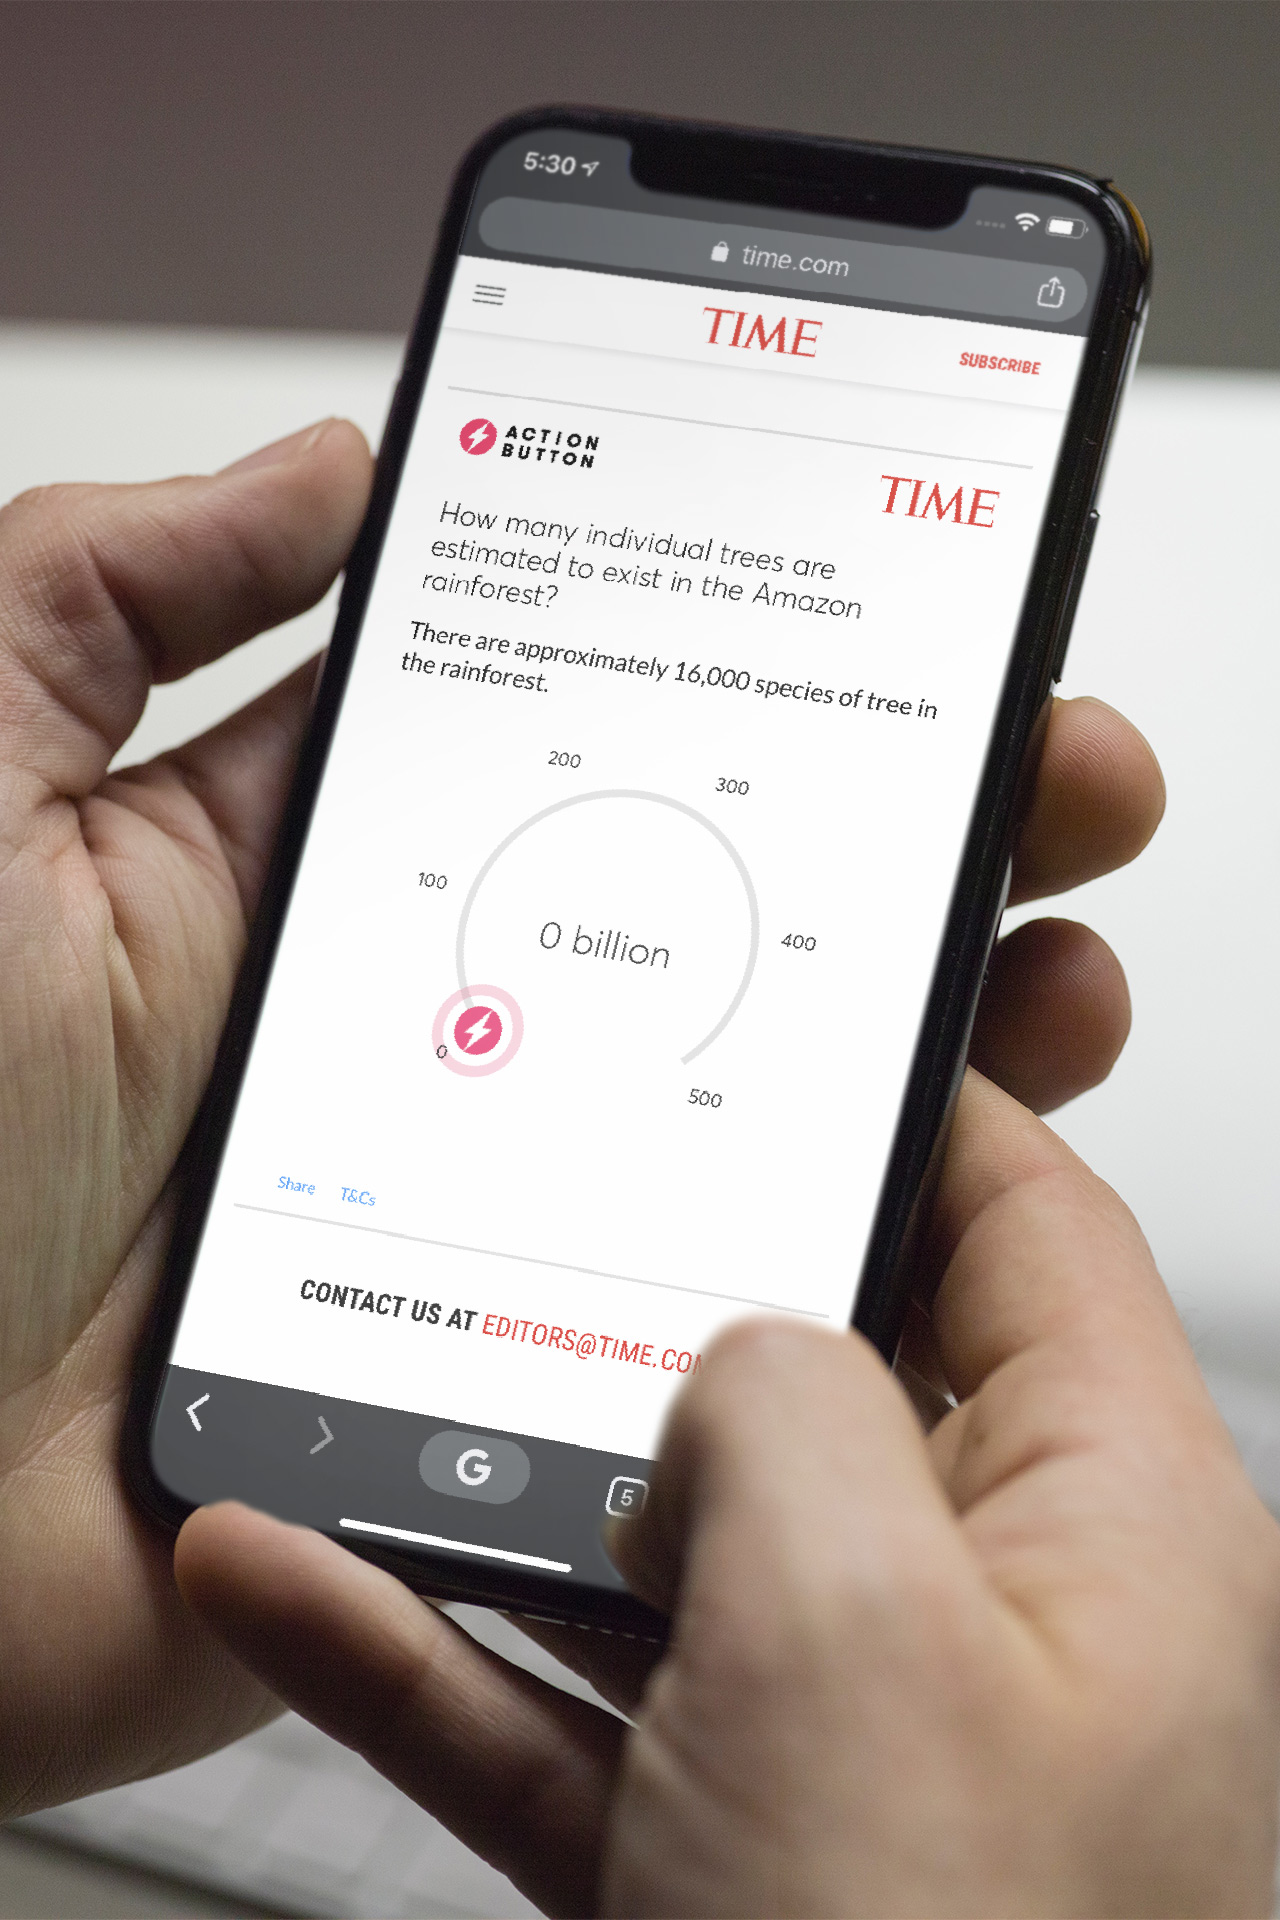 5:30
time.com
TIME
SUBSCRIBE
ACTION
BUTTON
TIME
How many individual trees are
estimated to exist in the Amazon
rainforest?
There are approximately 16,000 species of tree in
the rainforest.
200
300
100
0 billion
400
0
500
Share T&Cs
CONTACT US AT EDITORS@TIME.COM
G
5